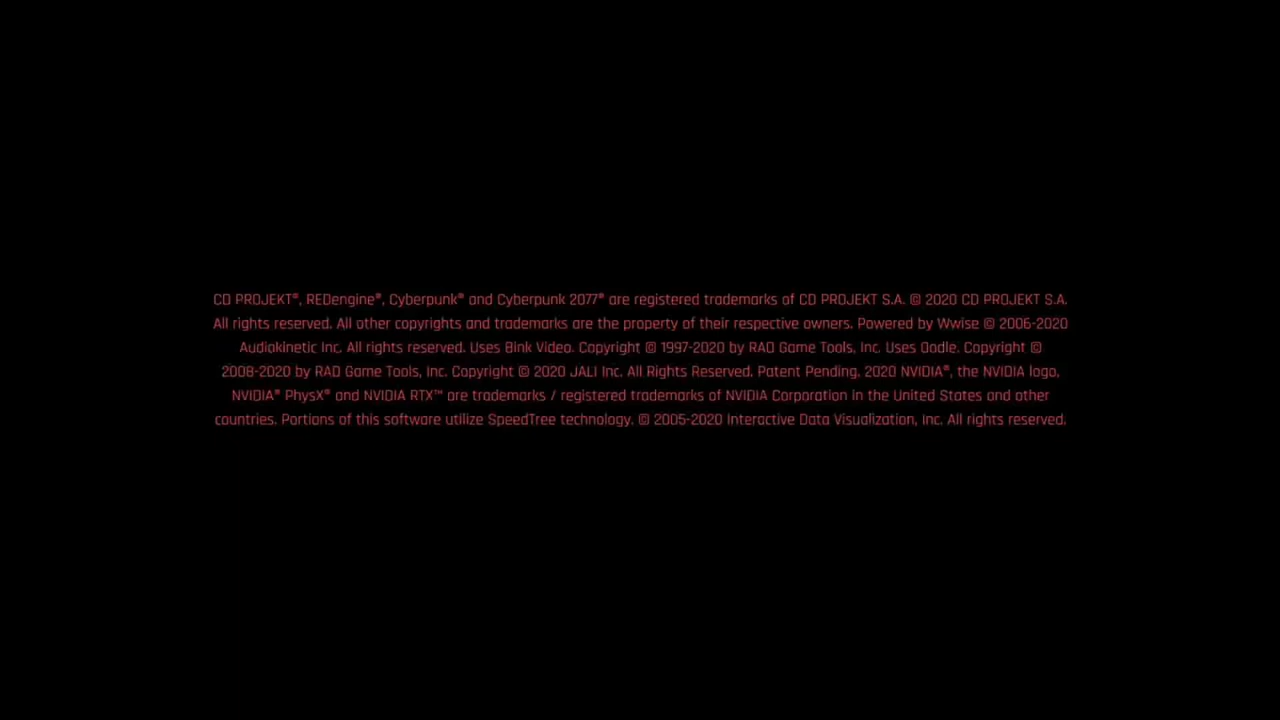 CD PROJEKT®, REDengine®, Cyberpunk® and Cyberpunk 2077® are registered trademarks of CD PROJEKT S.A. © 2020 CD PROJEKT S.A.
All rights reserved. All other copyrights and trademarks are the property of their respective owners. Powered by Wwise © 2006-2020
Audiokinetic Inc. All rights reserved. Uses Bink Video. Copyright © 1997-2020 by RAD Game Tools, Inc. Uses Oodle. Copyright ©
2008-2020 by RAD Game Tools, Inc. Copyright © 2020 JALI Inc. All Rights Reserved. Patent Pending. 2020 NVIDIA®, the NVIDIA logo,
NVIDIA® PhysX® and NVIDIA RTX™ are trademarks / registered trademarks of NVIDIA Corporation in the United States and other
countries. Portions of this software utilize SpeedTree technology. © 2005-2020 Interactive Data Visualization, Inc. All rights reserved.